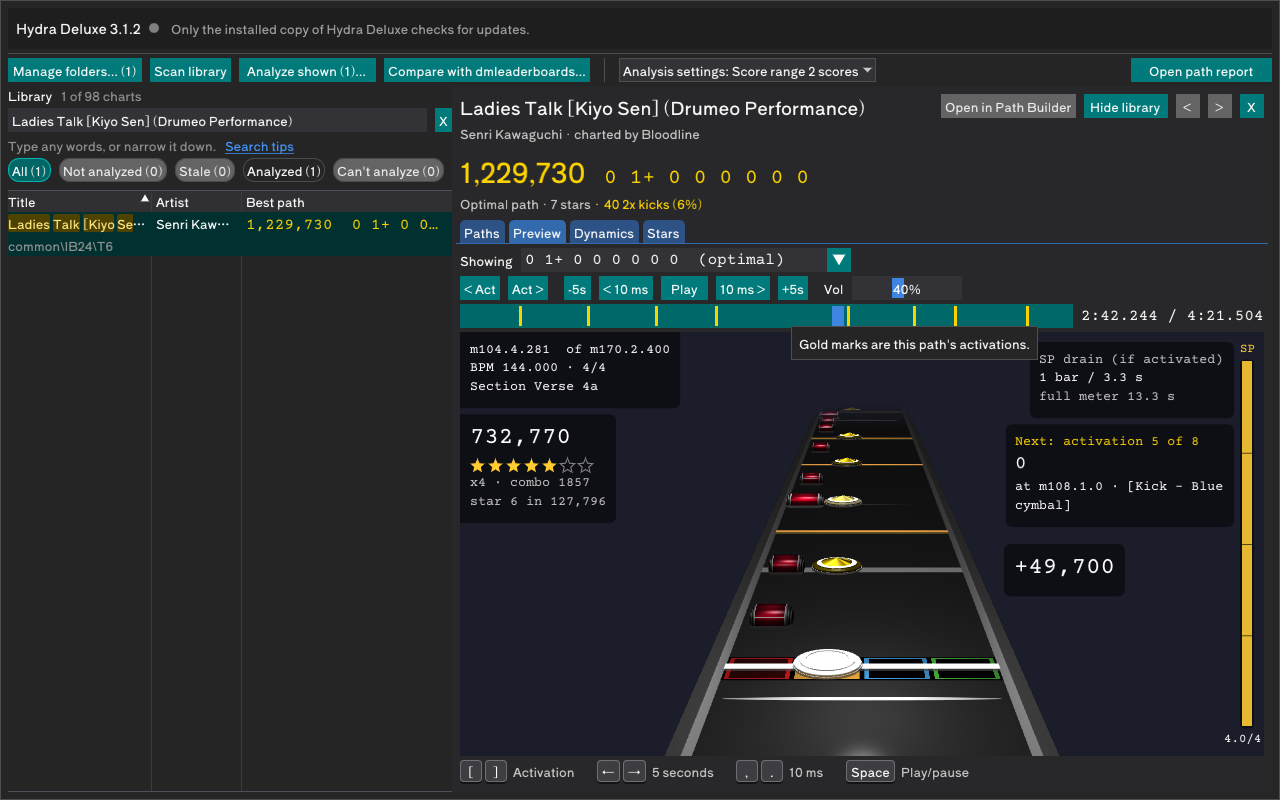 Hydra Deluxe 3.1.2 Only the installed copy of Hydra Deluxe checks for updates.
Manage folders... (1) Scan library Analyze shown (1)... Compare with dmleaderboards... Analysis settings: Score range 2 scores Open path report
Library 1 of 98 charts
Ladies Talk [Kiyo Sen] (Drumeo Performance) X
Type any words, or narrow it down. Search tips
All (1) Not analyzed (0) Stale (0) Analyzed (1) Can't analyze (0)
Title Artist Best path
Ladies Talk [Kiyo Se··· Senri Kaw··· 1,229,730 0 1+ 0 0…
common\IB24\T6
Ladies Talk [Kiyo Sen] (Drumeo Performance) Open in Path Builder Hide library < > X
Senri Kawaguchi · charted by Bloodline
1,229,730 0 1+ 0 0 0 0 0 0
Optimal path · 7 stars · 40 2x kicks (6%)
Paths Preview Dynamics Stars
Showing 0 1+ 0 0 0 0 0 0 (optimal)
< Act Act > -5s < 10 ms Play 10 ms > +5s Vol 40%
2:42.244 / 4:21.504
Gold marks are this path's activations.
m104.4.281 of m170.2.400
BPM 144.000 · 4/4
Section Verse 4a
732,770
x4 · combo 1857
star 6 in 127,796
SP drain (if activated)
1 bar / 3.3 s
full meter 13.3 s
SP
Next: activation 5 of 8
0
at m108.1.0 · [Kick - Blue
cymbal]
+49,700
4.0/4
[ ] Activation ← → 5 seconds , . 10 ms Space Play/pause